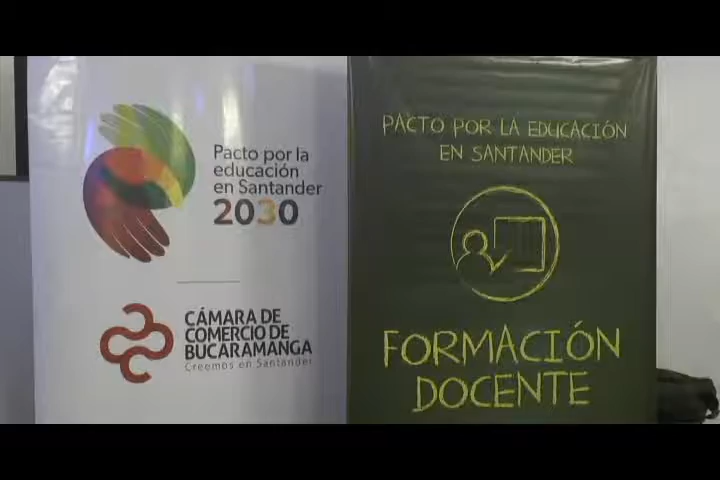 Pacto por la
educación
en Santander
2030
CÁMARA DE
COMERCIO DE
BUCARAMANGA
Creemos en Santander
PACTO POR LA EDUCACIÓN
EN SANTANDER
FORMACIÓN
DOCENTE